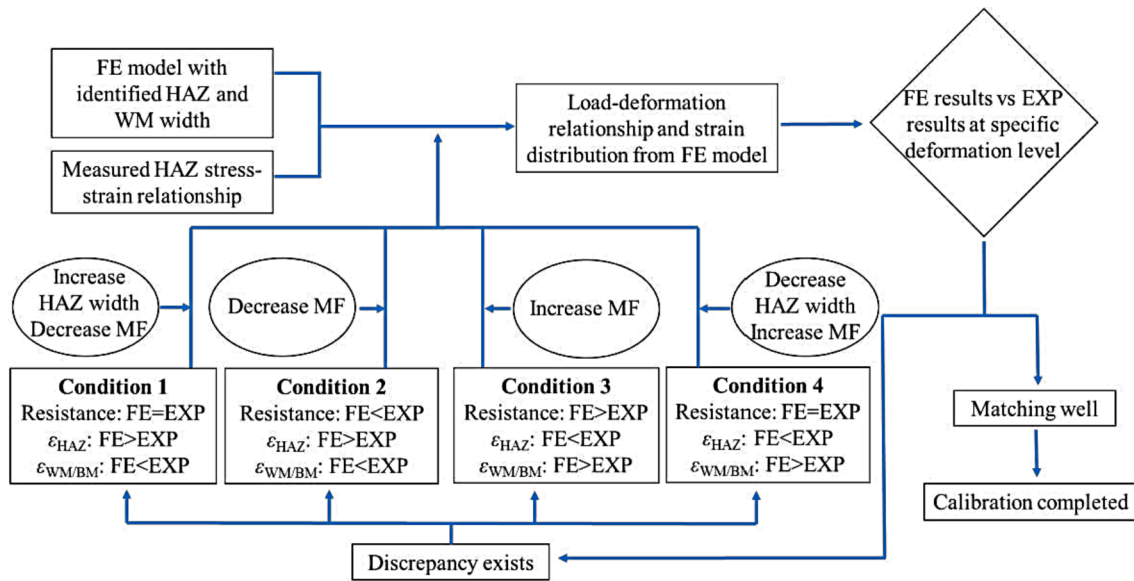 FE model with
identified HAZ and
WM width
Measured HAZ stress-
strain relationship
Load-deformation
relationship and strain
distribution from FE model
FE results vs EXP
results at specific
deformation level
Increase
HAZ width
Decrease MF
Decrease MF
Increase MF
Decrease
HAZ width
Increase MF
Condition 1
Resistance: FE=EXP
εHAZ: FE>EXP
εWM/BM: FE<EXP
Condition 2
Resistance: FE<EXP
εHAZ: FE>EXP
εWM/BM: FE<EXP
Condition 3
Resistance: FE>EXP
εHAZ: FE<EXP
εWM/BM: FE>EXP
Condition 4
Resistance: FE=EXP
εHAZ: FE<EXP
εWM/BM: FE>EXP
Matching well
Calibration completed
Discrepancy exists